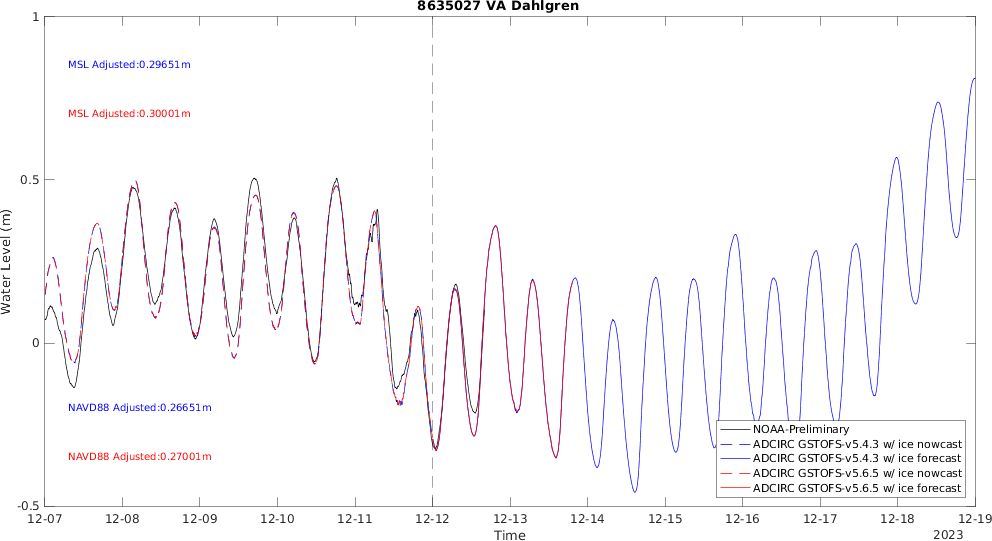 8635027 VA Dahlgren
1
MSL Adjusted:0.29651m
MSL Adjusted:0.30001m
0.5
Water Level (m)
0
NAVD88 Adjusted:0.26651m
NAVD88 Adjusted:0.27001m
-0.5
NOAA-Preliminary
ADCIRC GSTOFS-v5.4.3 w/ ice nowcast
ADCIRC GSTOFS-v5.4.3 w/ ice forecast
ADCIRC GSTOFS-v5.6.5 w/ ice nowcast
ADCIRC GSTOFS-v5.6.5 w/ ice forecast
12-07 12-08 12-09 12-10 12-11 12-12 12-13 12-14 12-15 12-16 12-17 12-18 12-19
Time
2023